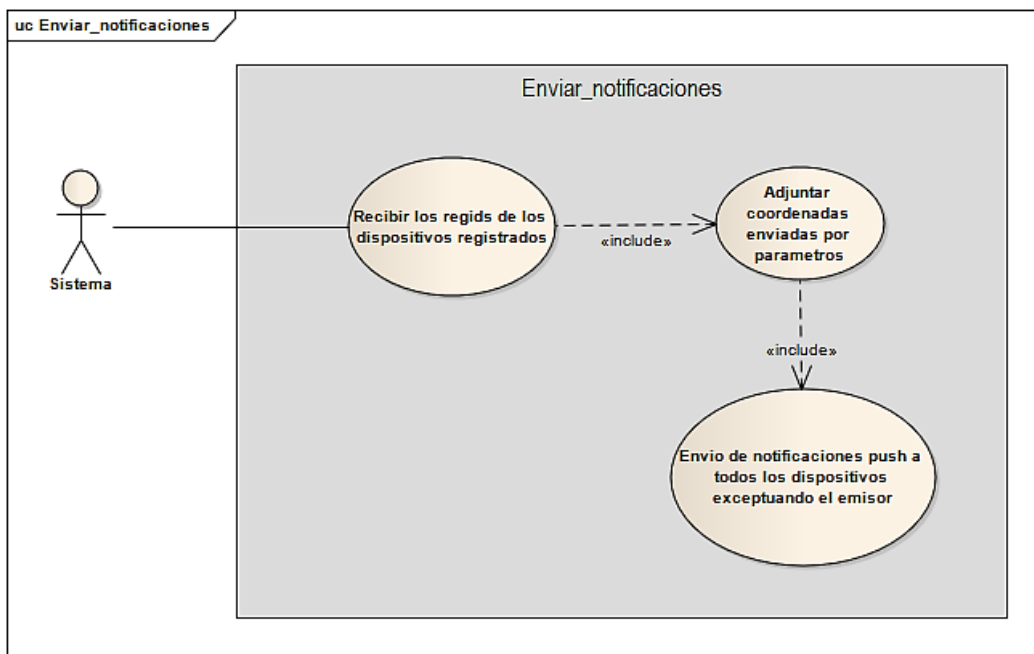 uc Enviar_notificaciones
Enviar_notificaciones
Sistema
Recibir los regids de los
dispositivos registrados
«include»
Adjuntar
coordenadas
enviadas por
parametros
«include»
Envio de notificaciones push a
todos los dispositivos
exceptuando el emisor